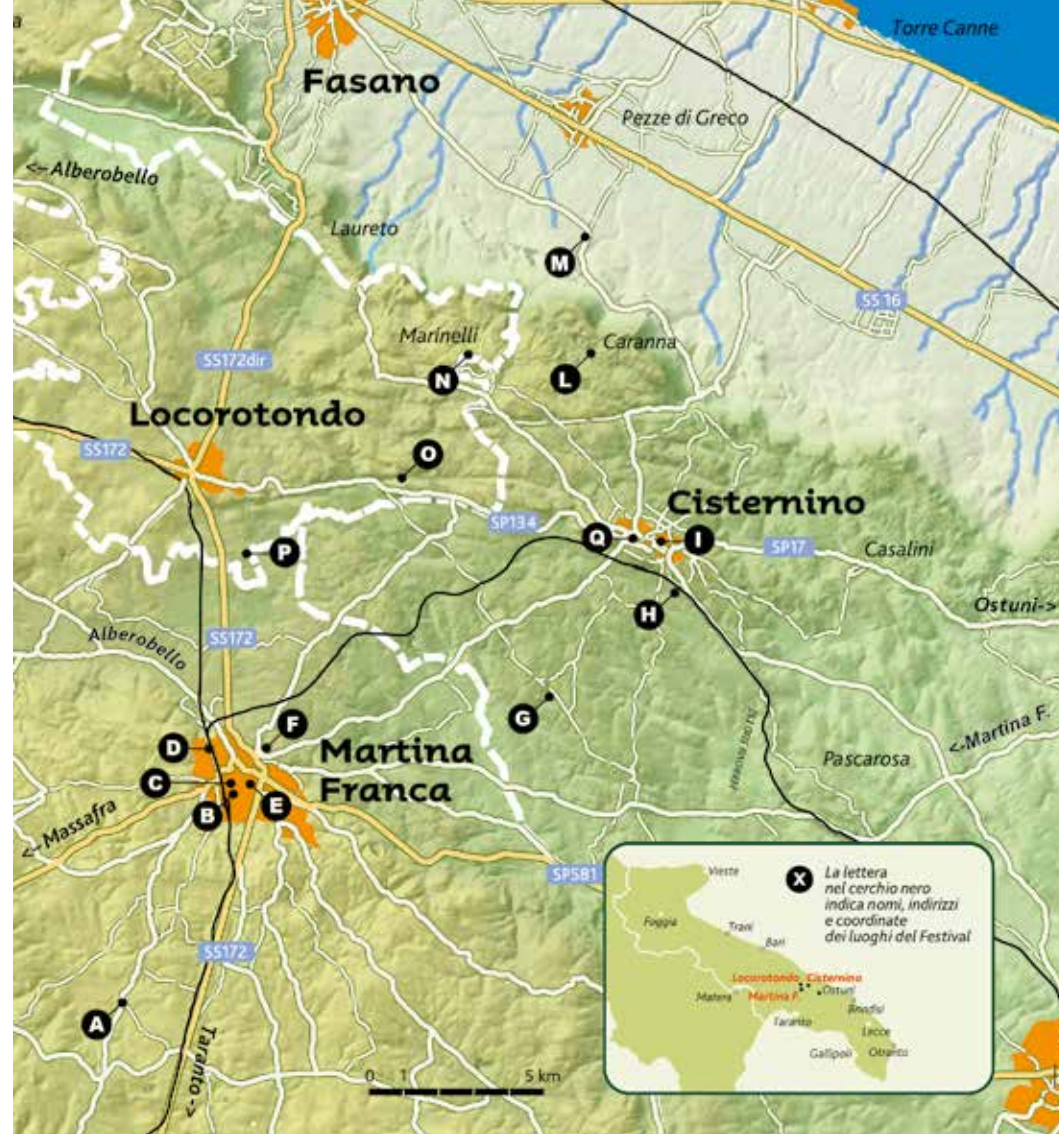 a
Torre Canne
Fasano
Pezze di Greco
<-- Alberobello
Laureto
M
SS 16
Marinelli
Caranna
SS172dir
N
L
Locorotondo
SS172
O
Cisternino
SP134
Q
I
SP17
P
Casalini
H
Ostuni->
Alberobello
SS172
F
G
<-Martina F.
D
Martina
Franca
Pascarosa
C
B
E
<-- Massafra
SP581
X
La lettera
nel cerchio nero
indica nomi, indirizzi
e coordinate
dei luoghi del Festival
Vieste
Foggia
Trani
Bari
Locorotondo
Cisternino
Matera
Martina F.
Ostuni
Brindisi
Taranto
Lecce
Gallipoli
Otranto
SS172
A
Taranto->
0 1 5 km